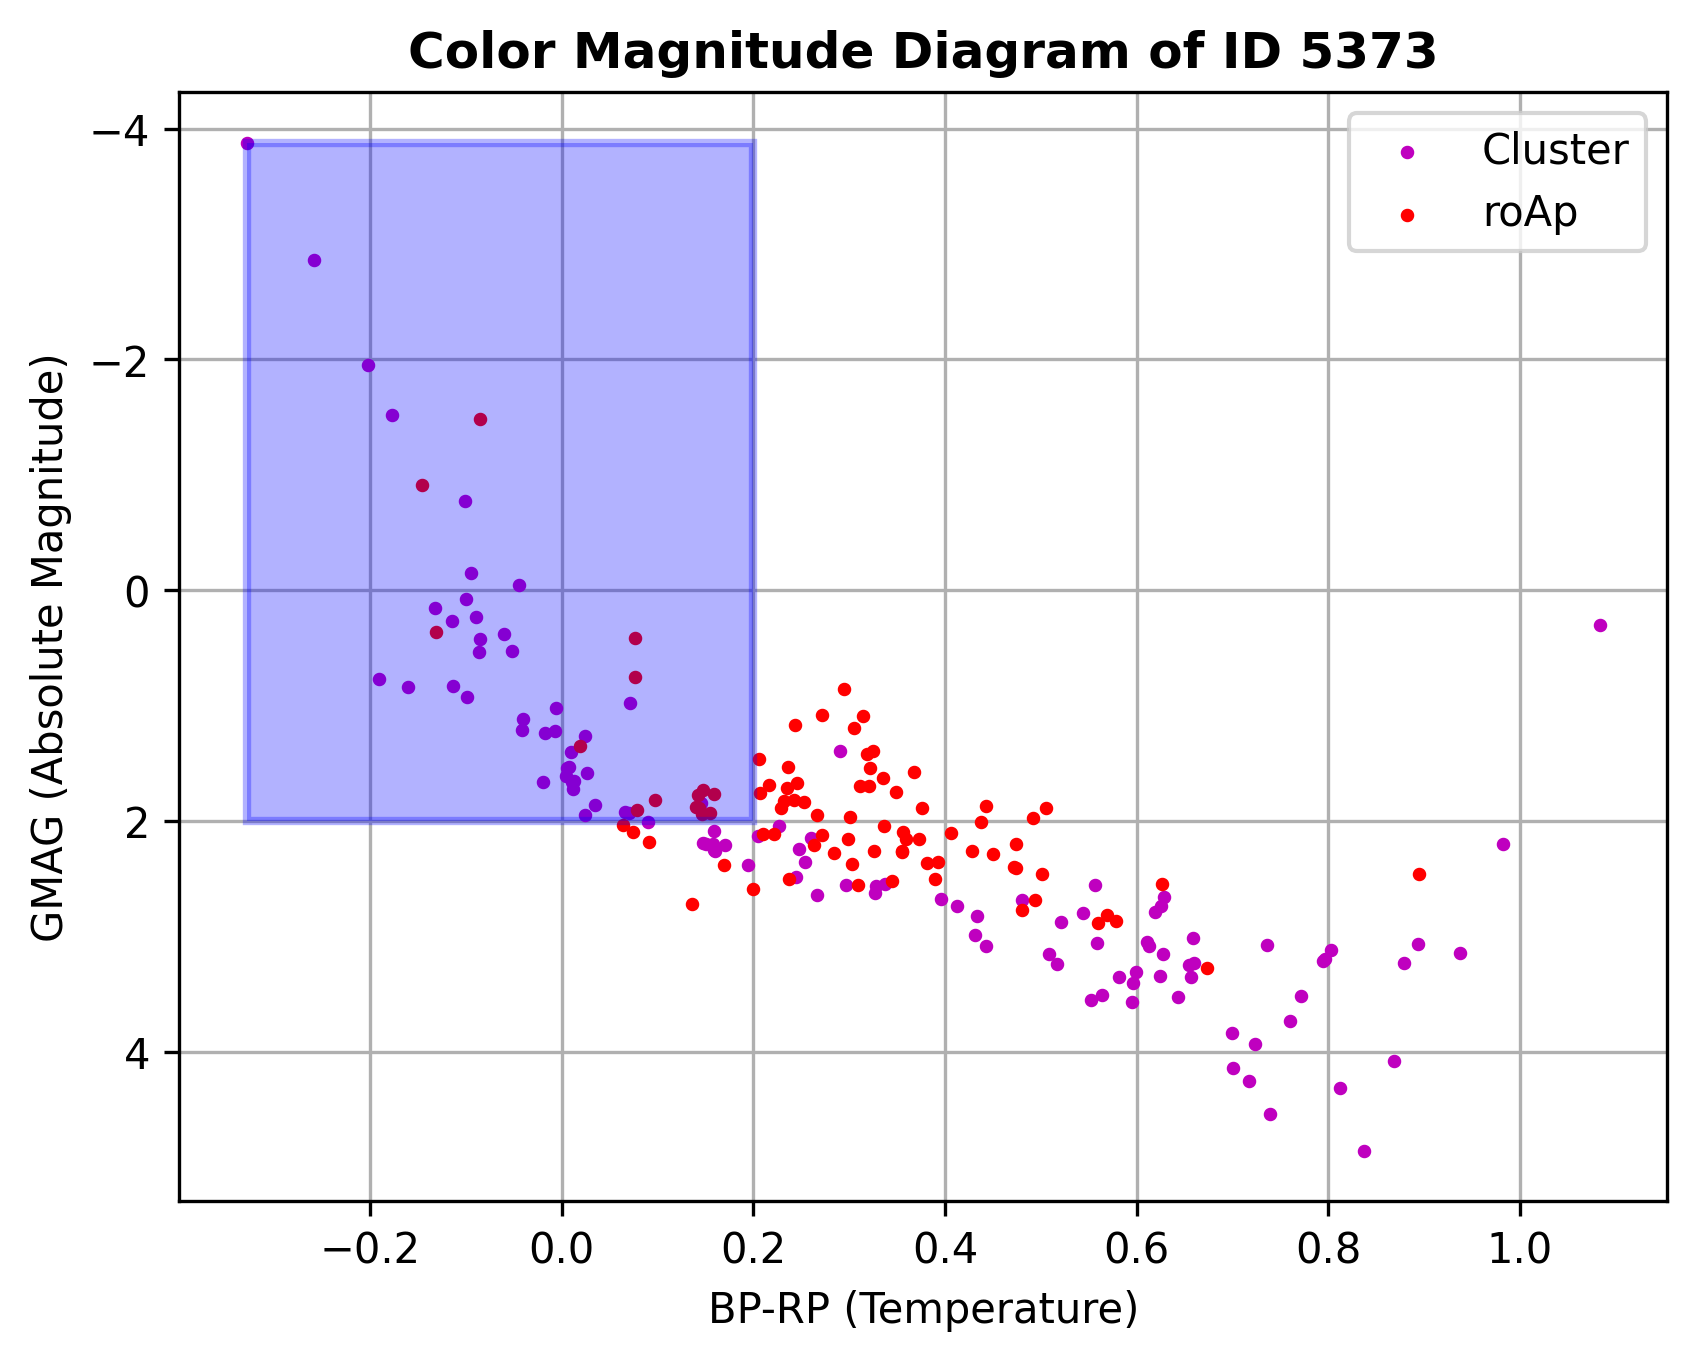 Color Magnitude Diagram of ID 5373
Cluster
roAp
GMAG (Absolute Magnitude)
−4
−2
0
2
4
−0.2 0.0 0.2 0.4 0.6 0.8 1.0
BP-RP (Temperature)